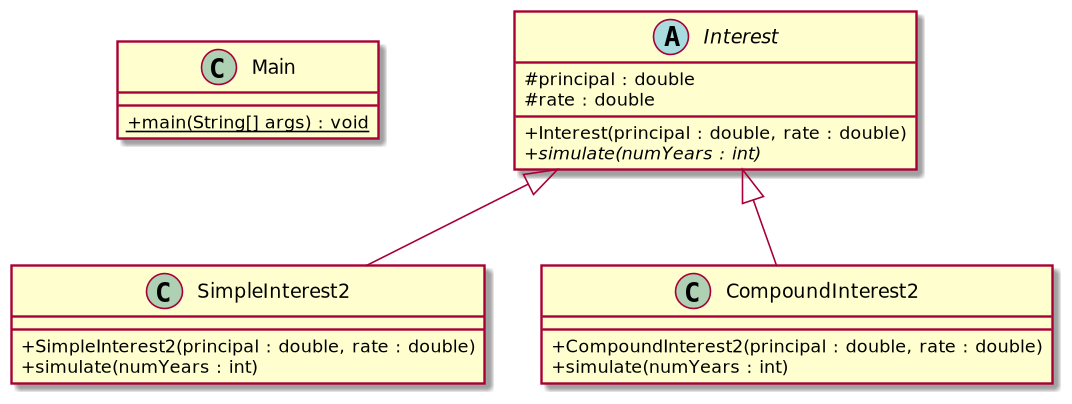 C Main
+main(String[] args) : void
A Interest
#principal : double
#rate : double
+Interest(principal : double, rate : double)
+simulate(numYears : int)
C SimpleInterest2
+SimpleInterest2(principal : double, rate : double)
+simulate(numYears : int)
C CompoundInterest2
+CompoundInterest2(principal : double, rate : double)
+simulate(numYears : int)